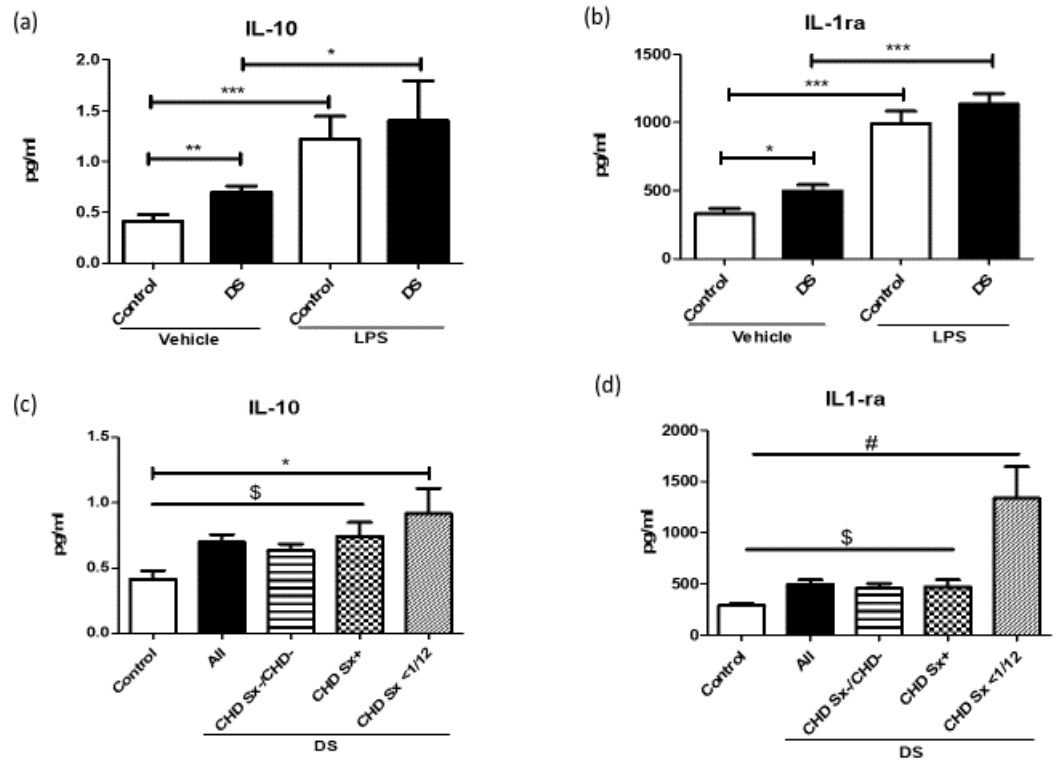 (a)
IL-10
pg/ml
2.0
1.5
1.0
0.5
0.0
*
***
**
Control
DS
Control
DS
Vehicle
LPS
(b)
IL-1ra
pg/ml
1500
1000
500
0
***
***
*
Control
DS
Control
DS
Vehicle
LPS
(c)
IL-10
pg/ml
1.5
1.0
0.5
0.0
*
$
Control
All
CHD Sx-/CHD-
CHD Sx+
CHD Sx <1/12
DS
(d)
IL1-ra
pg/ml
2000
1500
1000
500
0
#
$
Control
All
CHD Sx-/CHD-
CHD Sx+
CHD Sx <1/12
DS